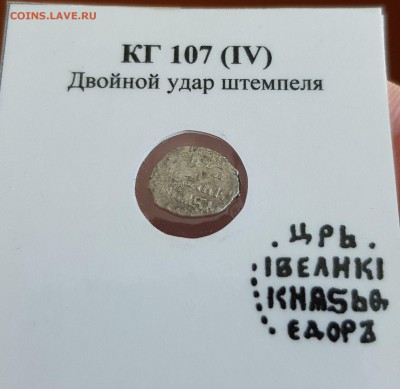 COINS.LAVE.RU
КГ 107 (IV)
Двойной удар штемпеля
. ЦРЬ .
IВЕЛИКI
КНЯSЬѲ
ЕДОРЪ